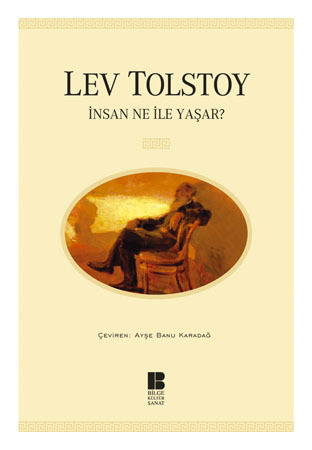 LEV TOLSTOY
İNSAN NE İLE YAŞAR?
ÇEVİREN: AYŞE BANU KARADAĞ
B
BİLGE
KÜLTÜR
SANAT